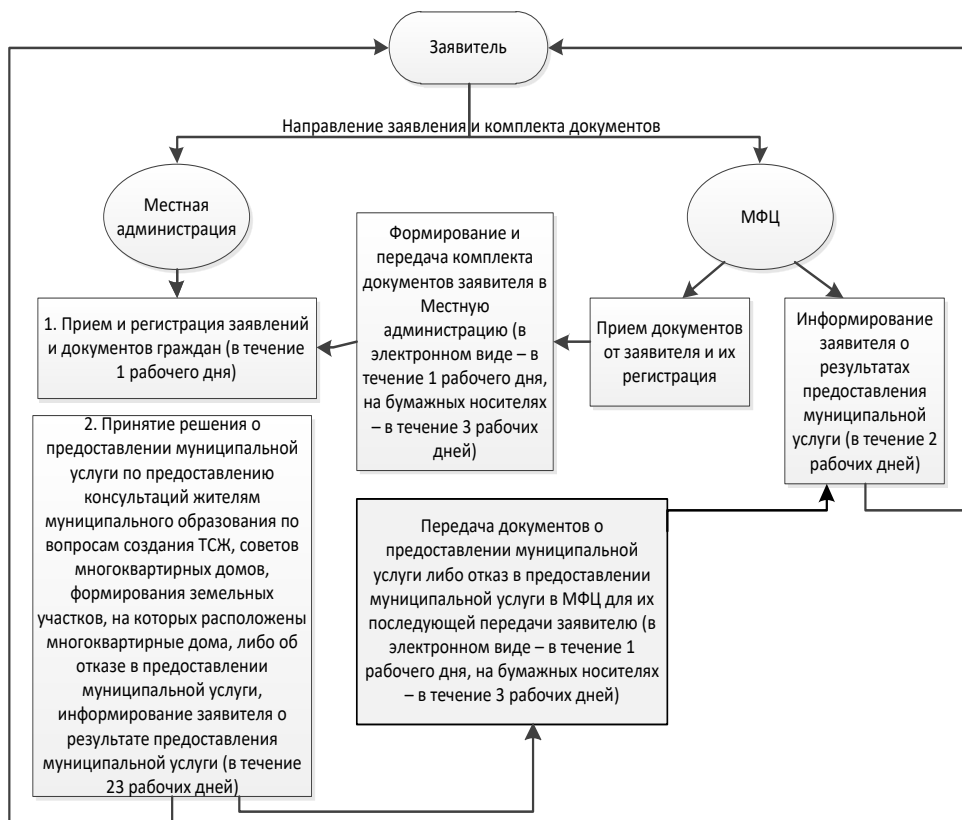 Заявитель
Направление заявления и комплекта документов
Местная
администрация
МФЦ
1. Прием и регистрация заявлений
и документов граждан (в течение
1 рабочего дня)
Формирование и
передача комплекта
документов заявителя в
Местную
администрацию (в
электронном виде – в
течение 1 рабочего дня,
на бумажных носителях
– в течение 3 рабочих
дней)
Прием документов
от заявителя и их
регистрация
Информирование
заявителя о
результатах
предоставления
муниципальной
услуги (в течение 2
рабочих дней)
2. Принятие решения о
предоставлении муниципальной
услуги по предоставлению
консультаций жителям
муниципального образования по
вопросам создания ТСЖ, советов
многоквартирных домов,
формирования земельных
участков, на которых расположены
многоквартирные дома, либо об
отказе в предоставлении
муниципальной услуги,
информирование заявителя о
результате предоставления
муниципальной услуги (в течение
23 рабочих дней)
Передача документов о
предоставлении муниципальной
услуги либо отказ в предоставлении
муниципальной услуги в МФЦ для их
последующей передачи заявителю (в
электронном виде – в течение 1
рабочего дня, на бумажных носителях
– в течение 3 рабочих дней)